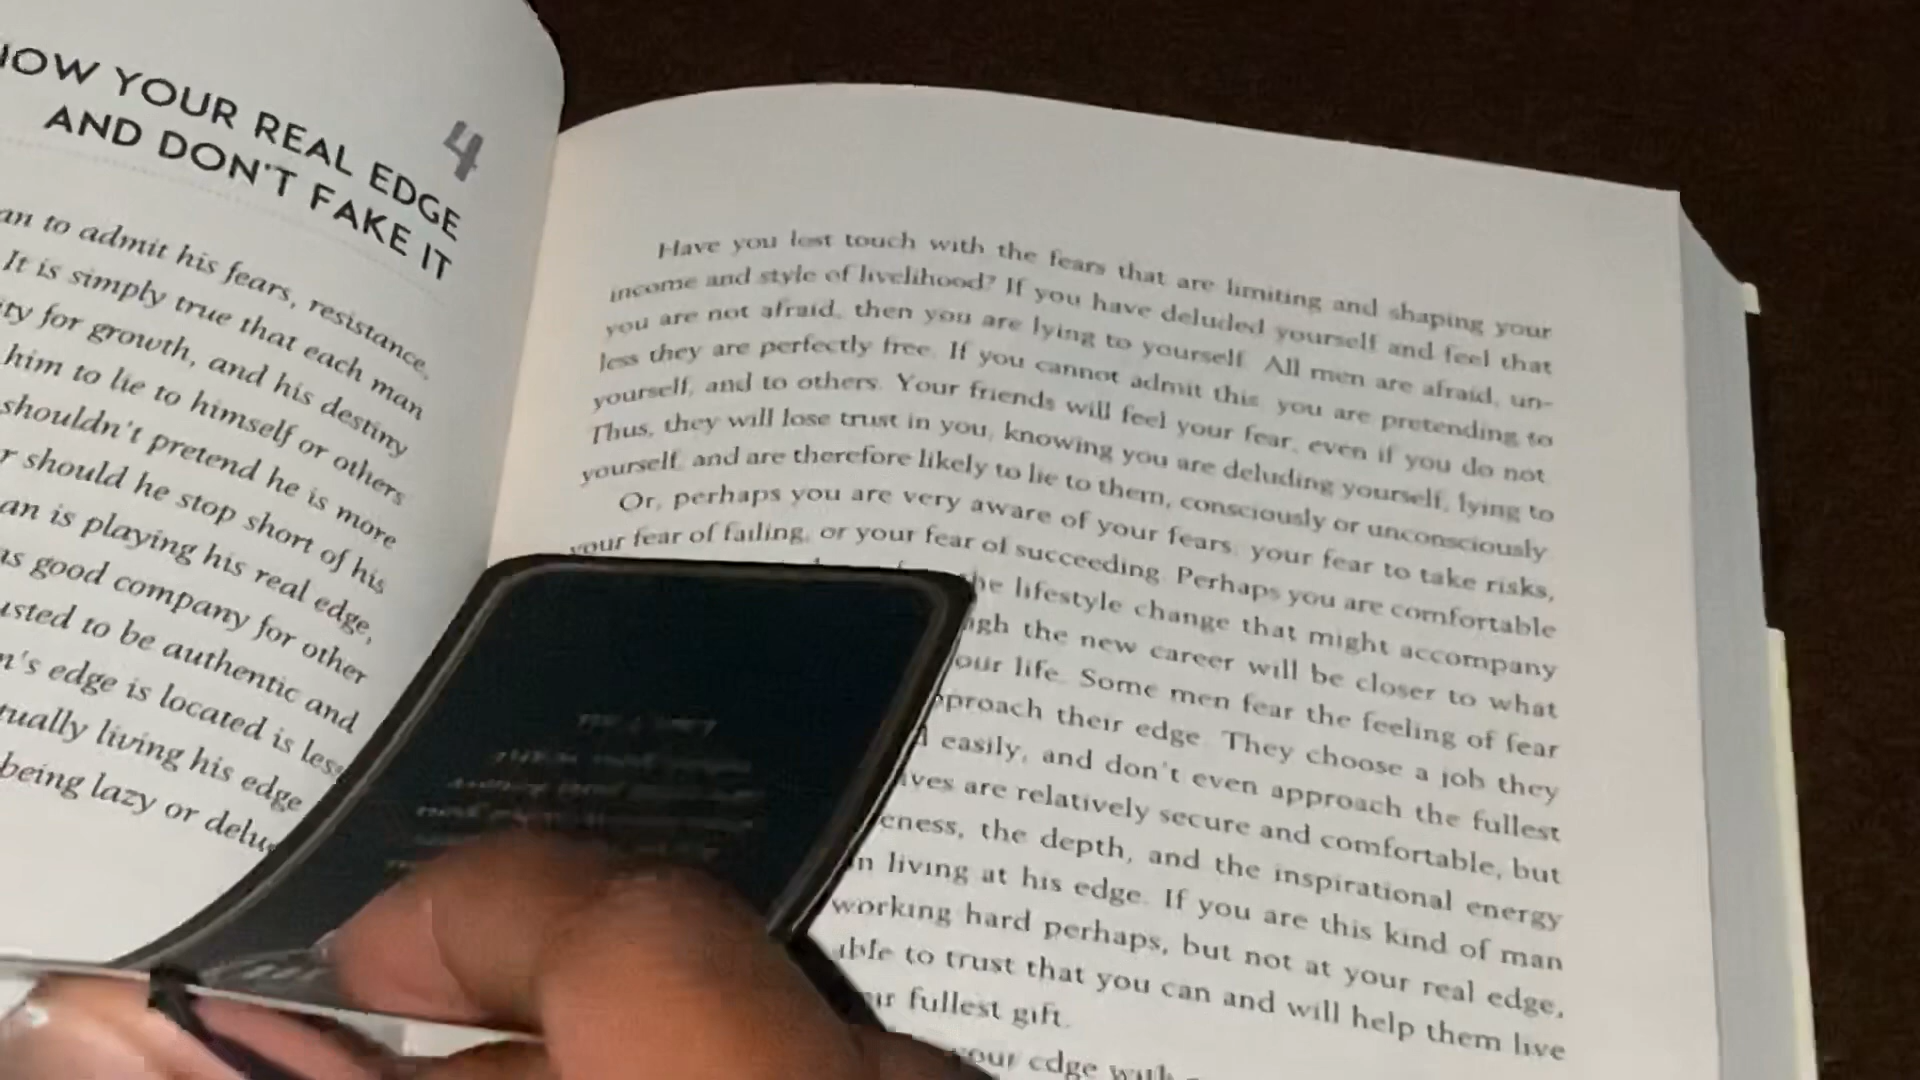 4
YOUR REAL EDGE
AND DON'T FAKE IT
to admit his fears, resistance,
It is simply true that each man
for growth, and his destiny
him to lie to himself or others
shouldn't pretend he is more
should he stop short of his
is playing his real edge,
good company for other
to be authentic and
edge is located is less
living his edge
being lazy or
Have you lost touch with the fears that are limiting and shaping your
income and style of livelihood? If you have deluded yourself and feel that
you are not afraid, then you are lying to yourself. All men are afraid, un-
less they are perfectly free. If you cannot admit this, you are pretending to
yourself, and to others. Your friends will feel your fear, even if you do not.
Thus, they will lose trust in you, knowing you are deluding yourself, lying to
yourself, and are therefore likely to lie to them, consciously or unconsciously.
Or, perhaps you are very aware of your fears: your fear to take risks,
your fear of failing, or your fear of succeeding. Perhaps you are comfortable
the lifestyle change that might accompany
the new career will be closer to what
your life. Some men fear the feeling of fear
approach their edge. They choose a job they
easily, and don't even approach the fullest
are relatively secure and comfortable, but
the depth, and the inspirational energy
living at his edge. If you are this kind of man
working hard perhaps, but not at your real edge,
able to trust that you can and will help them live
fullest gift.
your edge with